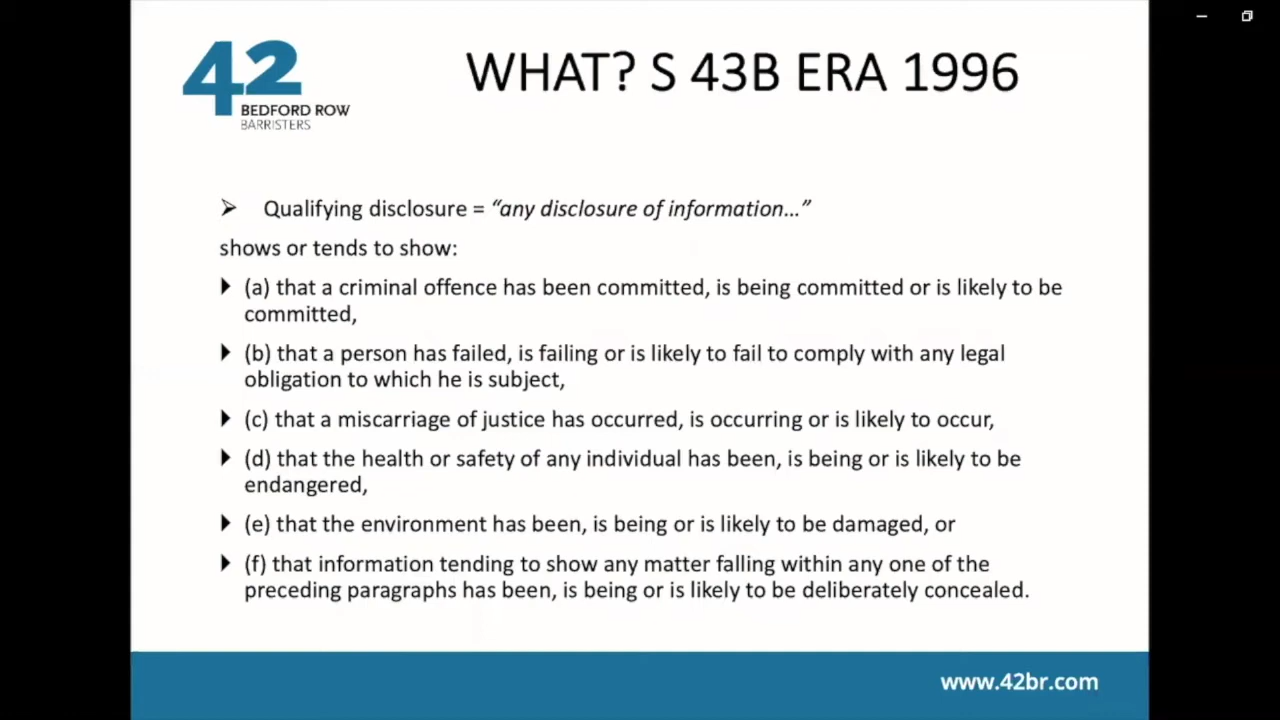 42
BEDFORD ROW
BARRISTERS
WHAT? S 43B ERA 1996
Qualifying disclosure = “any disclosure of information…”
shows or tends to show:
(a) that a criminal offence has been committed, is being committed or is likely to be
committed,
(b) that a person has failed, is failing or is likely to fail to comply with any legal
obligation to which he is subject,
(c) that a miscarriage of justice has occurred, is occurring or is likely to occur,
(d) that the health or safety of any individual has been, is being or is likely to be
endangered,
(e) that the environment has been, is being or is likely to be damaged, or
(f) that information tending to show any matter falling within any one of the
preceding paragraphs has been, is being or is likely to be deliberately concealed.
www.42br.com